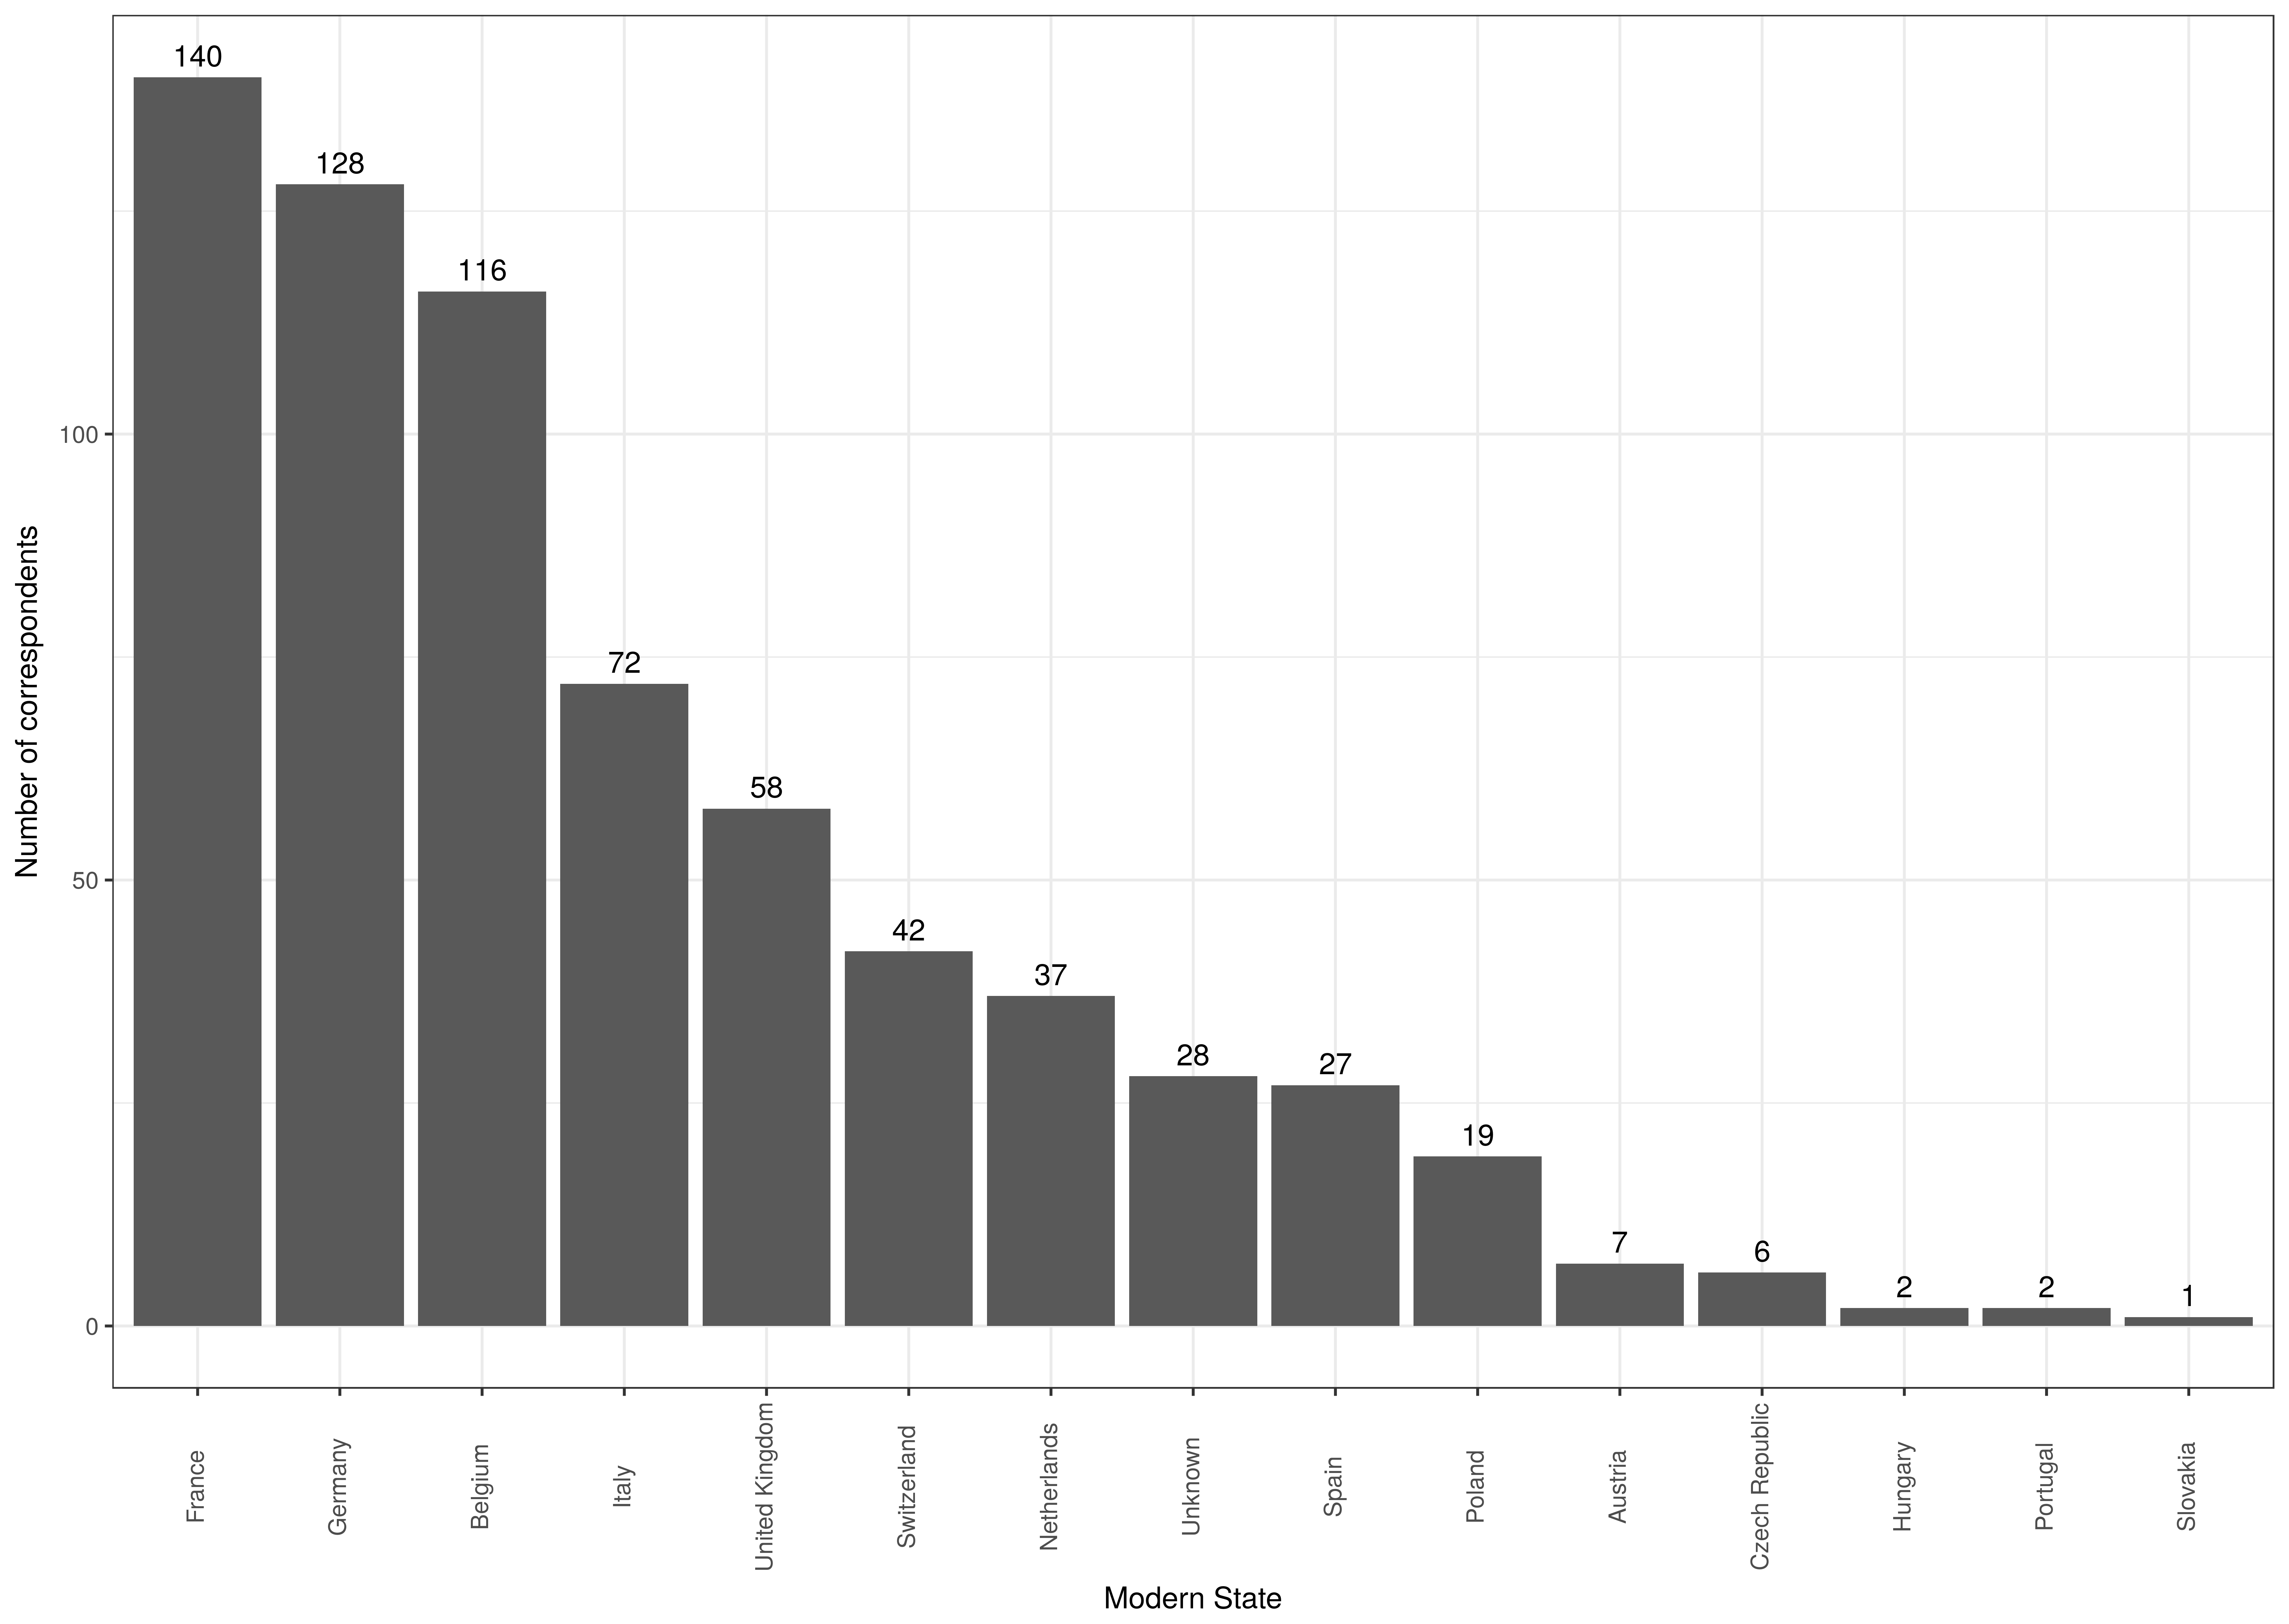 140
128
116
72
58
42
37
28
27
19
7
6
2
2
1
100
50
0
Number of correspondents
France
Germany
Belgium
Italy
United Kingdom
Switzerland
Netherlands
Unknown
Spain
Poland
Austria
Czech Republic
Hungary
Portugal
Slovakia
Modern State